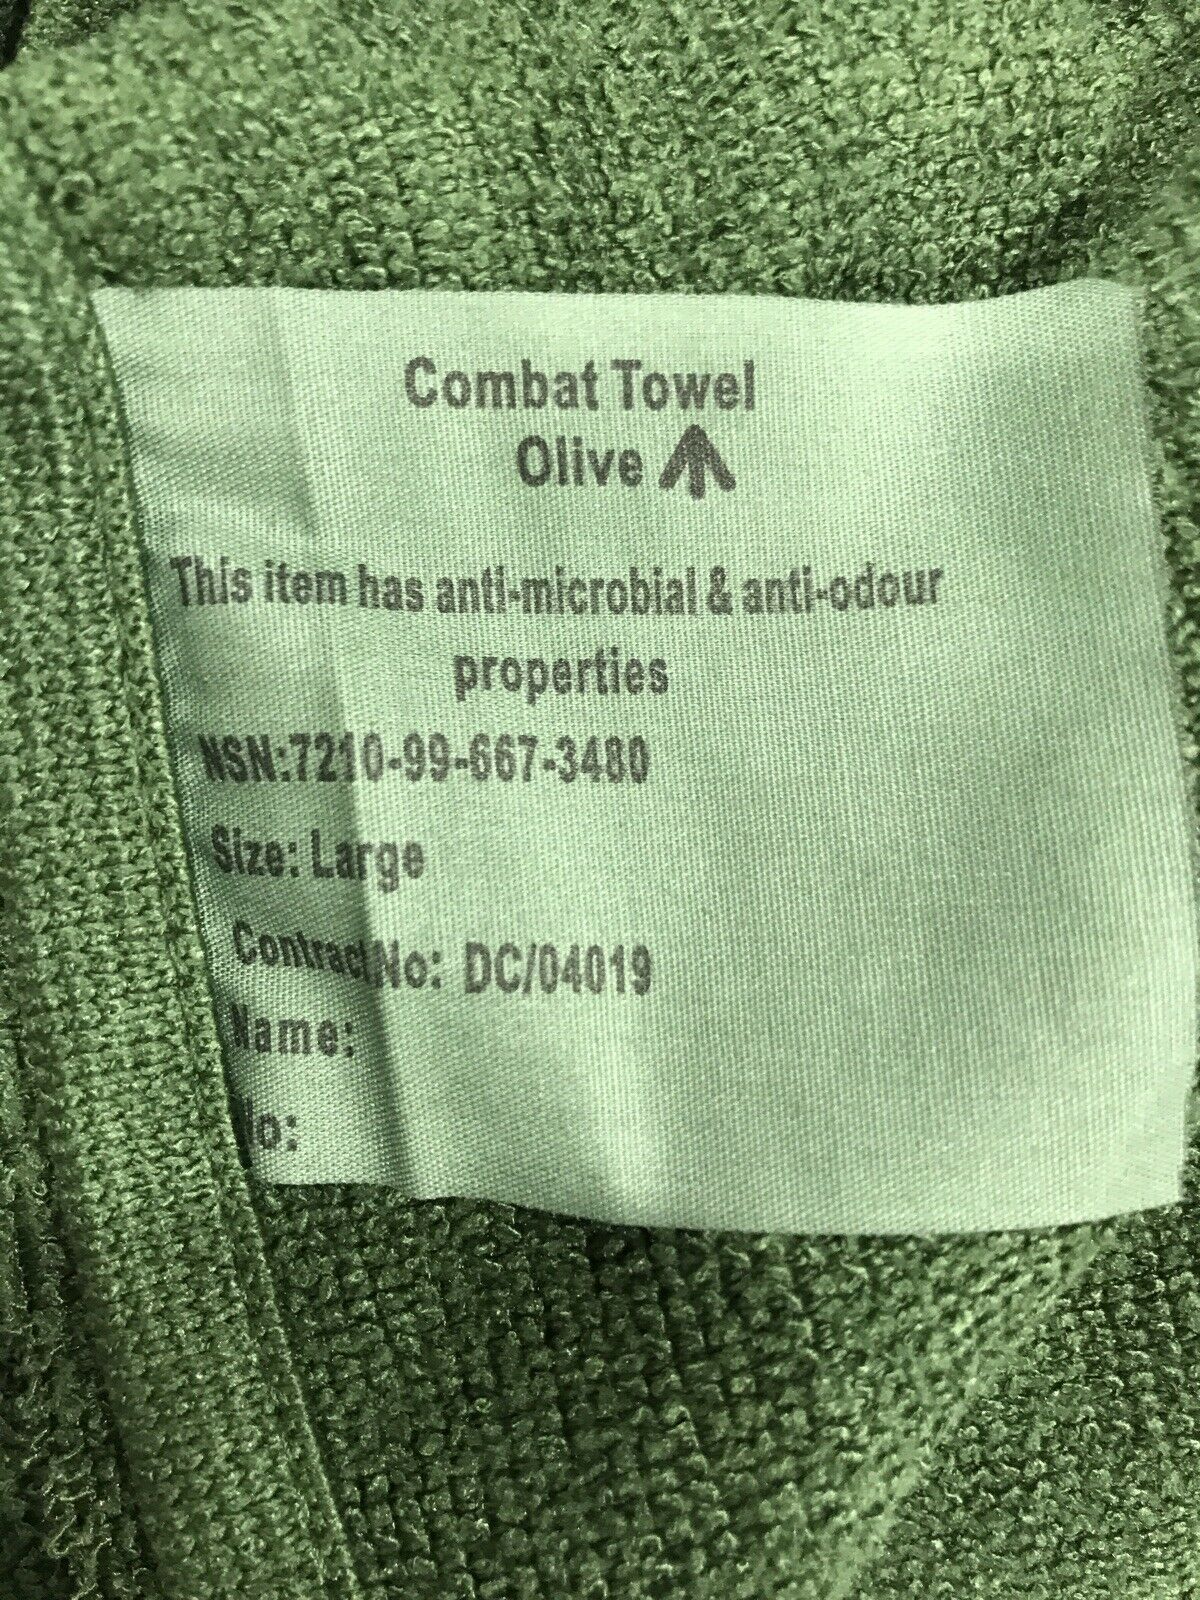 Combat Towel
Olive
This item has anti-microbial & anti-odour
properties
NSN:7210-99-667-3480
Size: Large
Contract No: DC/04019
Name:
No: